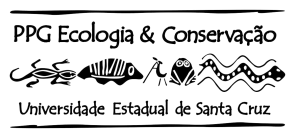 PPG Ecologia & Conservação
Universidade Estadual de Santa Cruz